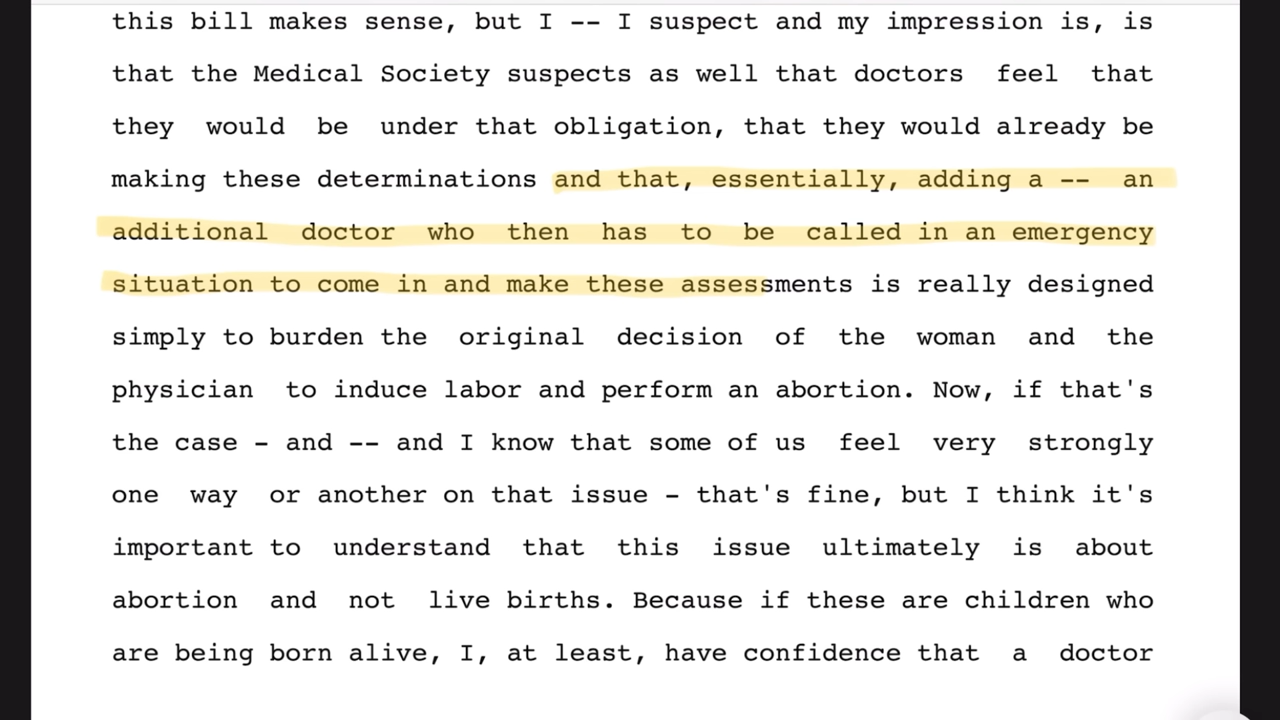 this bill makes sense, but I -- I suspect and my impression is, is
that the Medical Society suspects as well that doctors feel that
they would be under that obligation, that they would already be
making these determinations and that, essentially, adding a -- an
additional doctor who then has to be called in an emergency
situation to come in and make these assessments is really designed
simply to burden the original decision of the woman and the
physician to induce labor and perform an abortion. Now, if that's
the case - and -- and I know that some of us feel very strongly
one way or another on that issue - that's fine, but I think it's
important to understand that this issue ultimately is about
abortion and not live births. Because if these are children who
are being born alive, I, at least, have confidence that a doctor